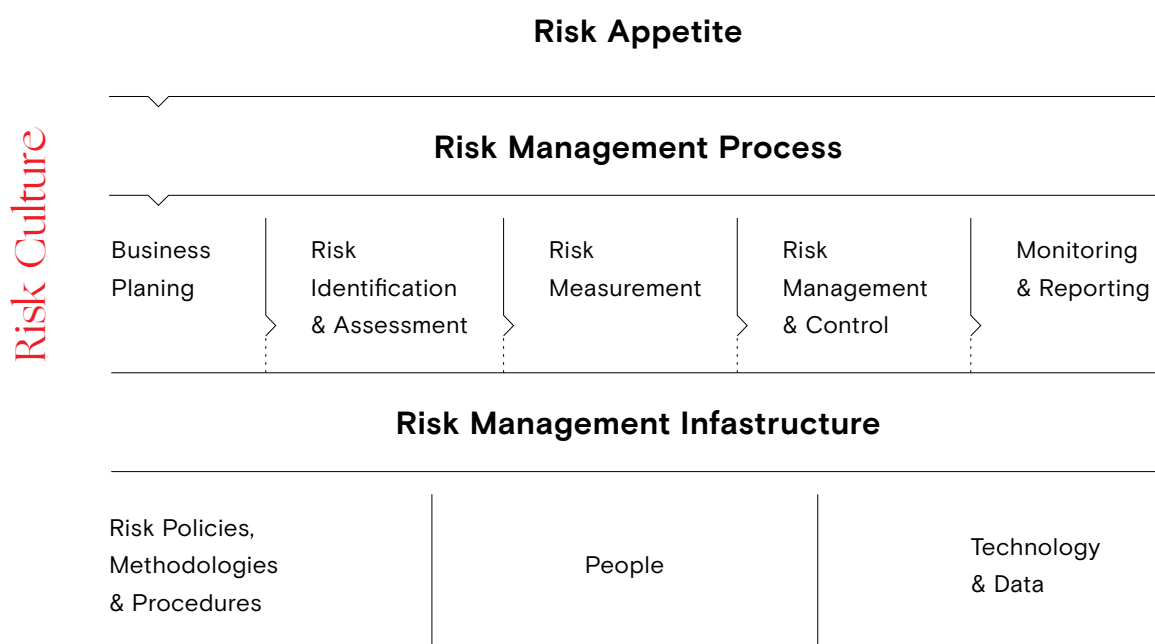 Risk Culture
Risk Appetite
Risk Management Process
Business
Planing
Risk
Identification
& Assessment
Risk
Measurement
Risk
Management
& Control
Monitoring
& Reporting
Risk Management Infastructure
Risk Policies,
Methodologies
& Procedures
People
Technology
& Data